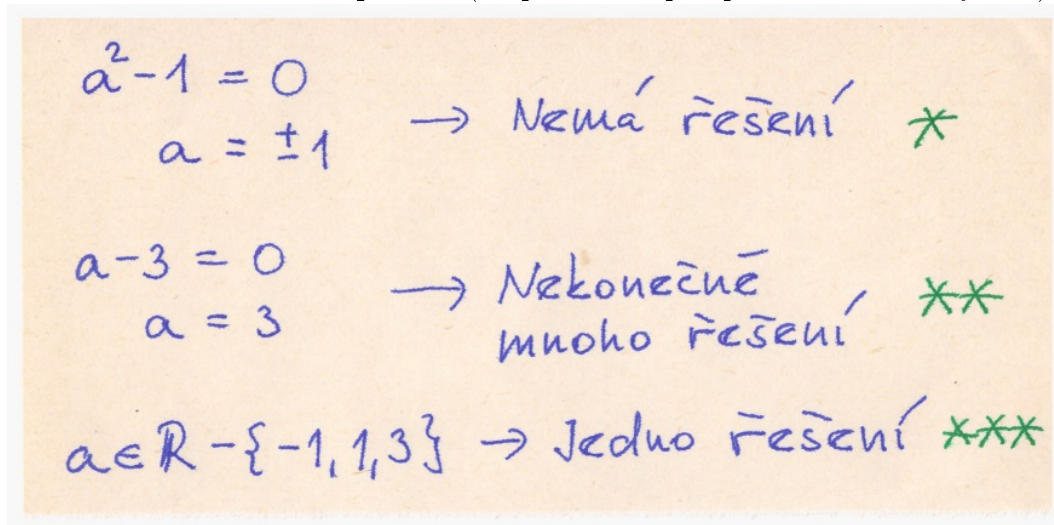 a² - 1 = 0
a = ±1 → Nemá řešení *
a - 3 = 0
a = 3 → Nekonečně
mnoho řešení **
a ∈ ℝ - {-1, 1, 3} → Jedno řešení ***